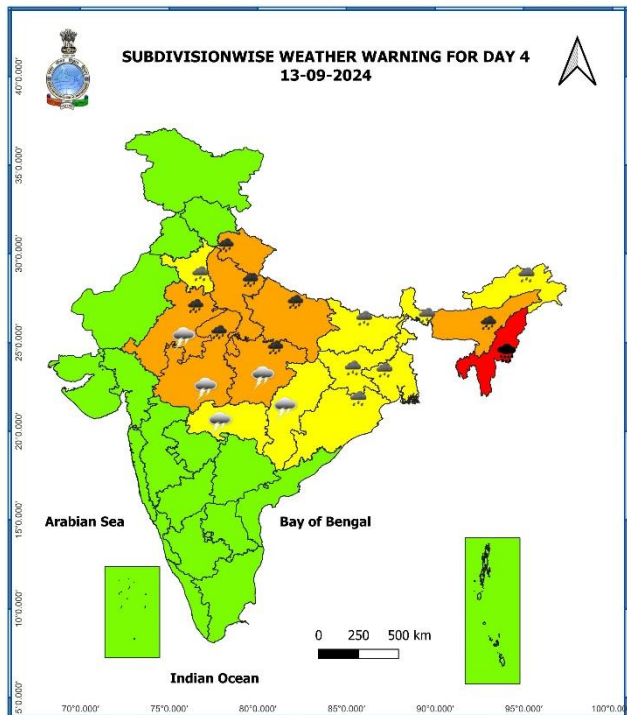 SUBDIVISIONWISE WEATHER WARNING FOR DAY 4
13-09-2024
40°0.000'
35°0.000'
30°0.000'
25°0.000'
20°0.000'
15°0.000'
10°0.000'
5°0.000'
Arabian Sea
Bay of Bengal
0 250 500 km
Indian Ocean
70°0.000' 75°0.000' 80°0.000' 85°0.000' 90°0.000' 95°0.000' 100°0.00